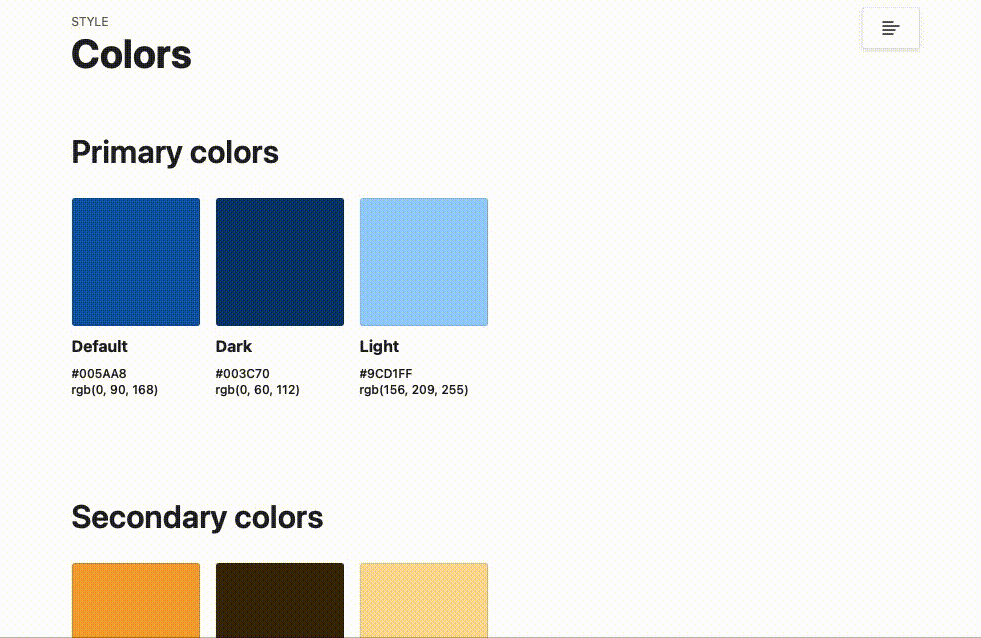 STYLE
Colors
Primary colors
Default Dark Light
#005AA8 #003C70 #9CD1FF
rgb(0, 90, 168) rgb(0, 60, 112) rgb(156, 209, 255)
Secondary colors